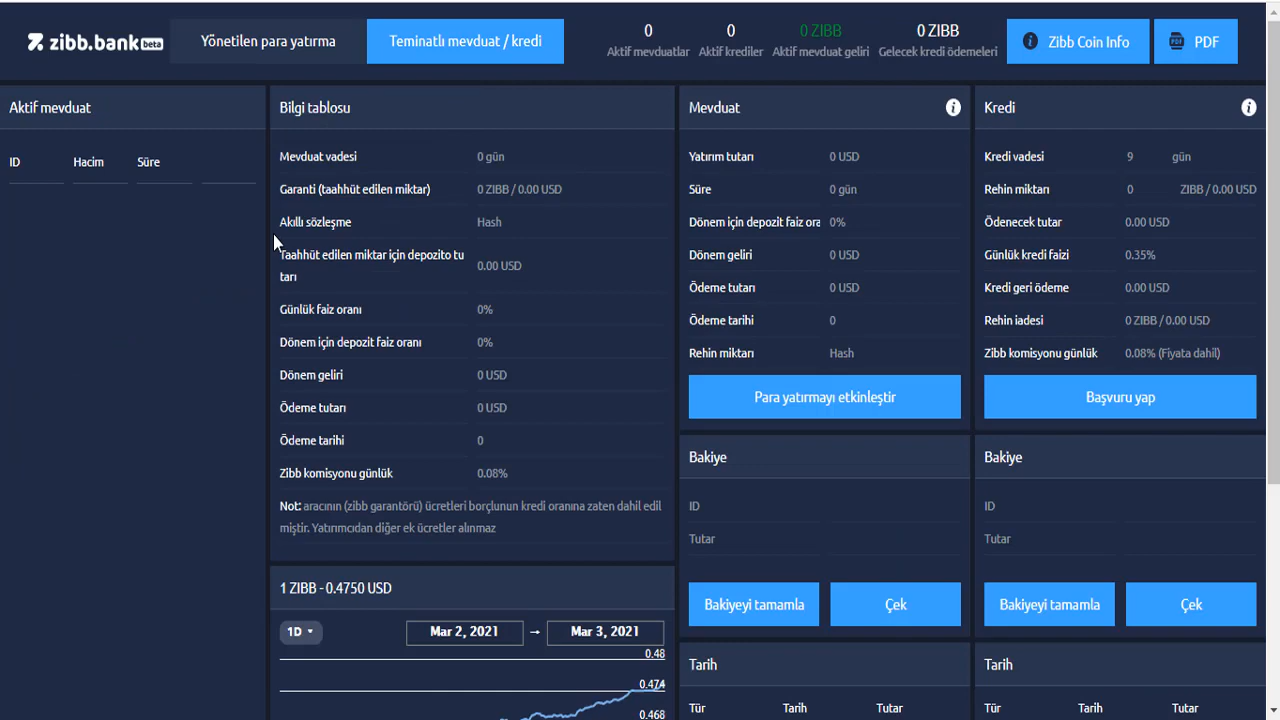 zibb.bank beta
Yönetilen para yatırma
Teminatlı mevduat / kredi
0
Aktif mevduatlar
0
Aktif krediler
0 ZIBB
Aktif mevduat geliri
0 ZIBB
Gelecek kredi ödemeleri
Zibb Coin Info
PDF
Aktif mevduat
ID Hacim Süre
Bilgi tablosu
Mevduat vadesi 0 gün
Garanti (taahhüt edilen miktar) 0 ZIBB / 0.00 USD
Akıllı sözleşme Hash
Taahhüt edilen miktar için depozito tu
tarı 0.00 USD
Günlük faiz oranı 0%
Dönem için depozit faiz oranı 0%
Dönem geliri 0 USD
Ödeme tutarı 0 USD
Ödeme tarihi 0
Zibb komisyonu günlük 0.08%
Not: aracının (zibb garantörü) ücretleri borçlunun kredi oranına zaten dahil edil
miştir. Yatırımcıdan diğer ek ücretler alınmaz
1 ZIBB - 0.4750 USD
1D
Mar 2, 2021 → Mar 3, 2021
0.48
0.474
0.468
Mevduat
Yatırım tutarı 0 USD
Süre 0 gün
Dönem için depozit faiz ora 0%
Dönem geliri 0 USD
Ödeme tutarı 0 USD
Ödeme tarihi 0
Rehin miktarı Hash
Para yatırmayı etkinleştir
Bakiye
ID
Tutar
Bakiyeyi tamamla
Çek
Tarih
Tür Tarih Tutar
Kredi
Kredi vadesi 9 gün
Rehin miktarı 0 ZIBB / 0.00 USD
Ödenecek tutar 0.00 USD
Günlük kredi faizi 0.35%
Kredi geri ödeme 0.00 USD
Rehin iadesi 0 ZIBB / 0.00 USD
Zibb komisyonu günlük 0.08% (Fiyata dahil)
Başvuru yap
Bakiye
ID
Tutar
Bakiyeyi tamamla
Çek
Tarih
Tür Tarih Tutar